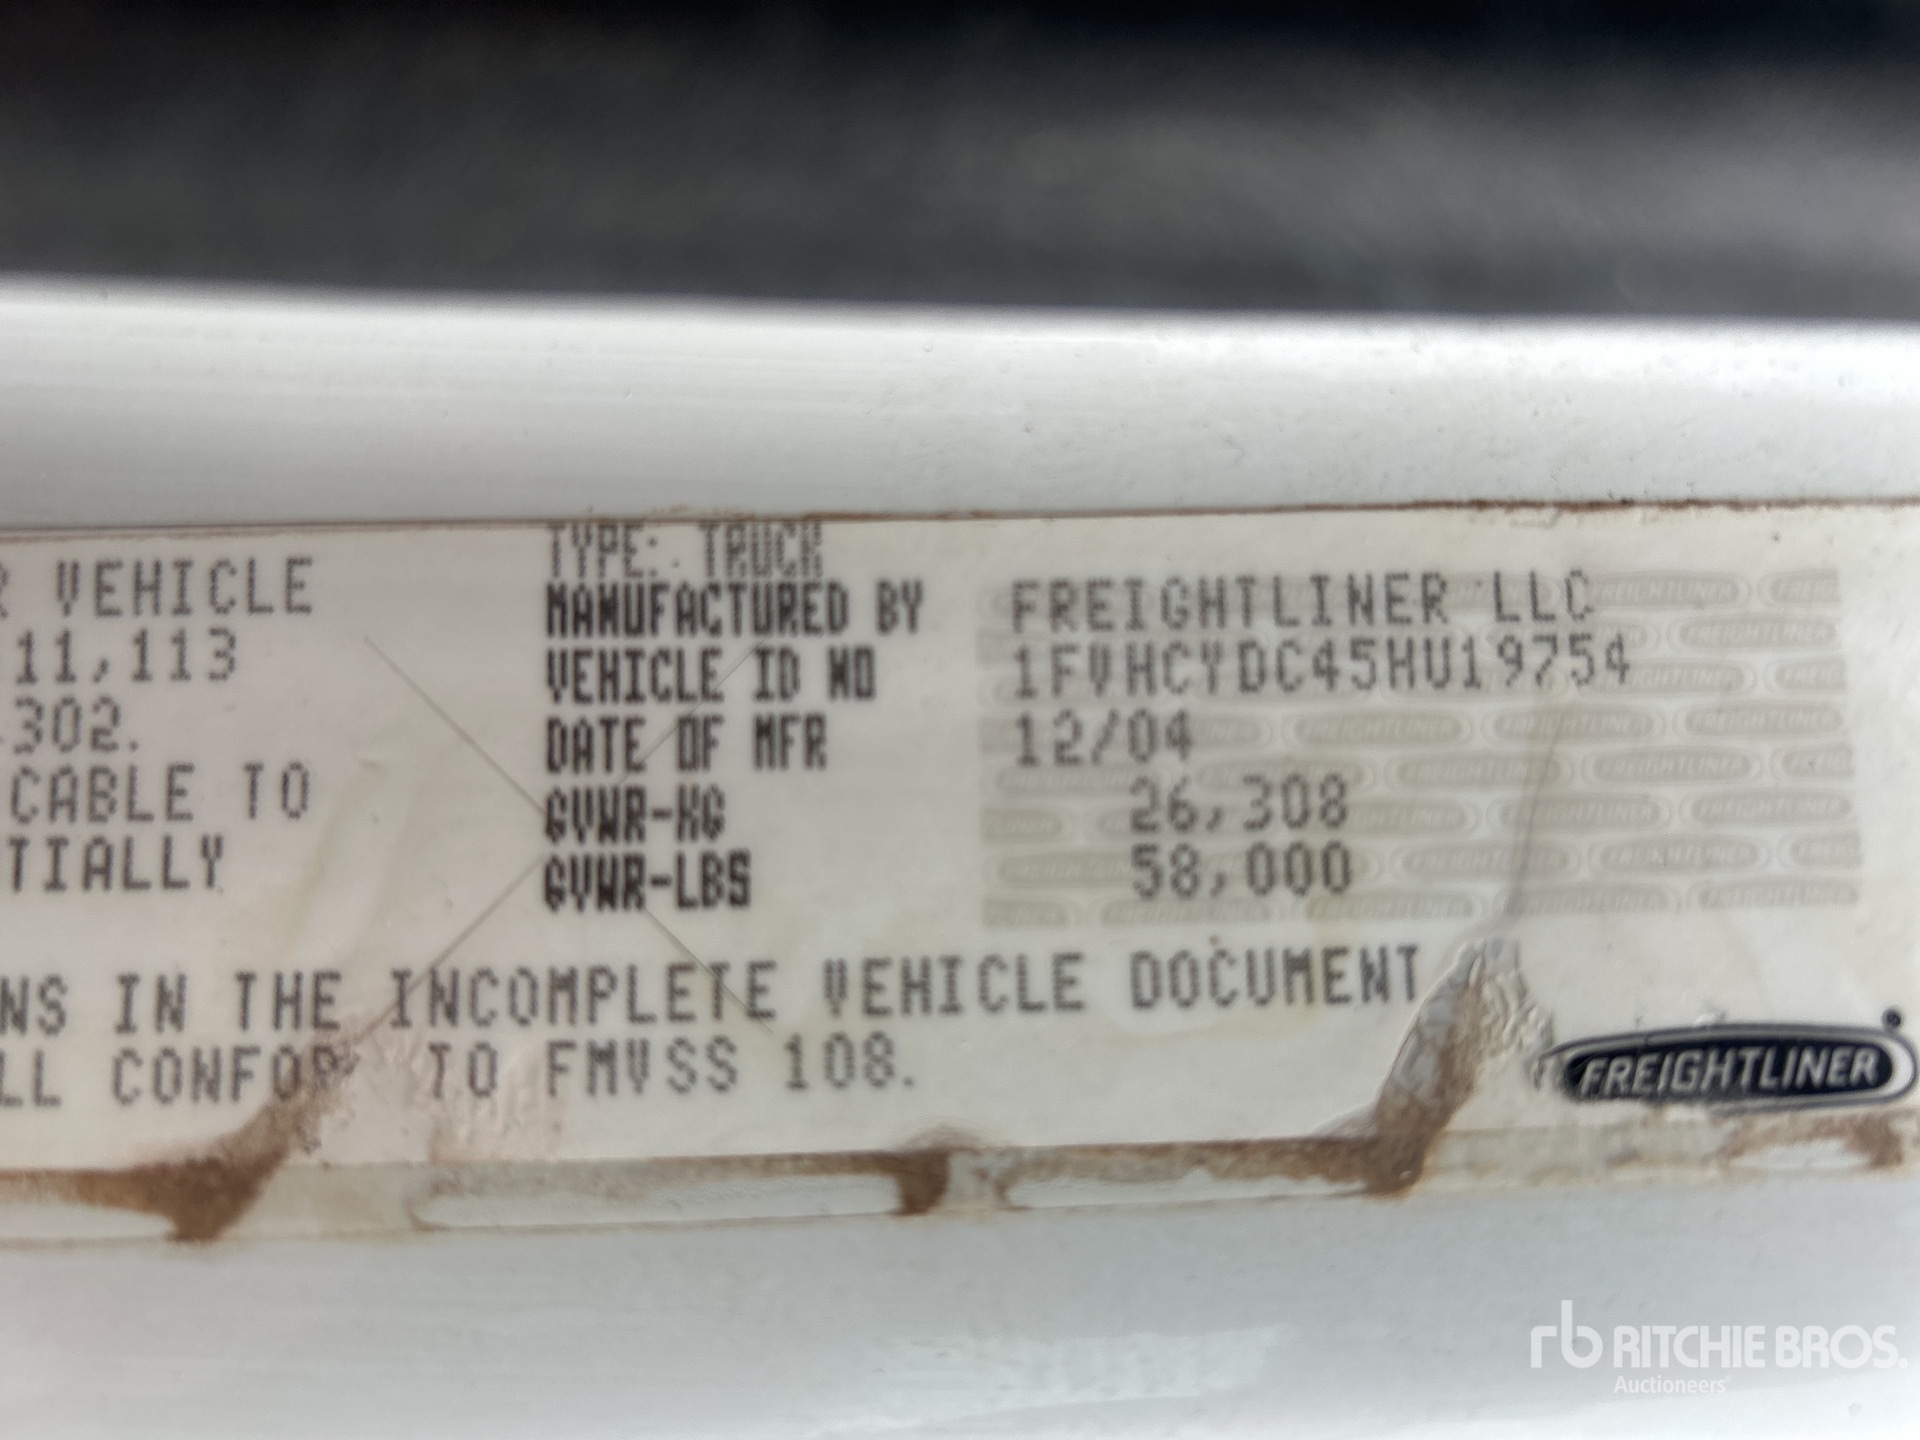 TYPE: TRUCK
R VEHICLE MANUFACTURED BY FREIGHTLINER LLC
11,113 VEHICLE ID NO 1FVHCYDC45HU19754
302. DATE OF MFR 12/04
CABLE TO GVWR-KG 26,308
TIALLY GVWR-LBS 58,000
NS IN THE INCOMPLETE VEHICLE DOCUMENT
LL CONFOR TO FMVSS 108.
FREIGHTLINER
rb RITCHIE BROS.
Auctioneers